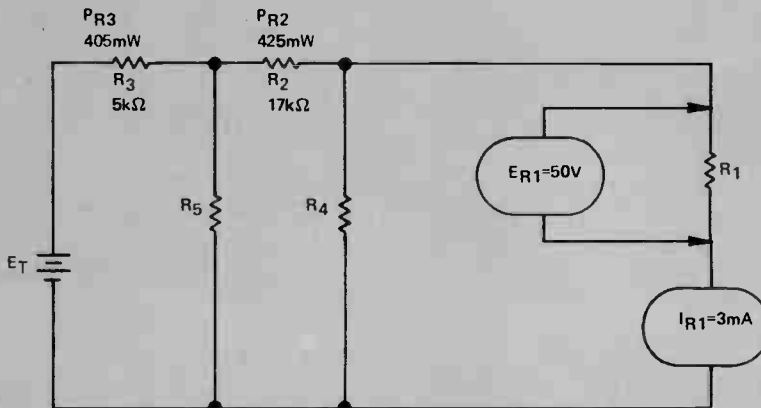 PR3
405mW
R3
5kΩ
PR2
425mW
R2
17kΩ
ET
R5
R4
ER1=50V
R1
IR1=3mA